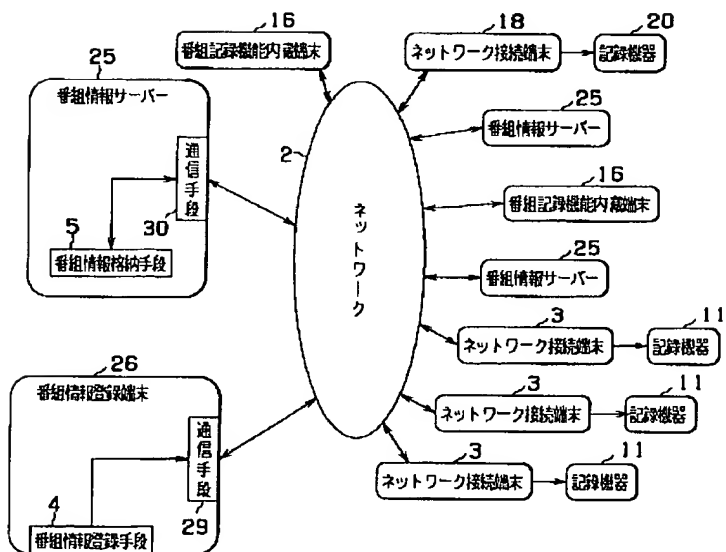 16
番組記録機能内蔵端末
18
ネットワーク接続端末
20
記録機器
25
番組情報サーバー
通信手段
30
5
番組情報格納手段
2
ネットワーク
25
番組情報サーバー
16
番組記録機能内蔵端末
25
番組情報サーバー
3
ネットワーク接続端末
11
記録機器
3
ネットワーク接続端末
11
記録機器
3
ネットワーク接続端末
11
記録機器
26
番組情報登録端末
通信手段
29
4
番組情報登録手段